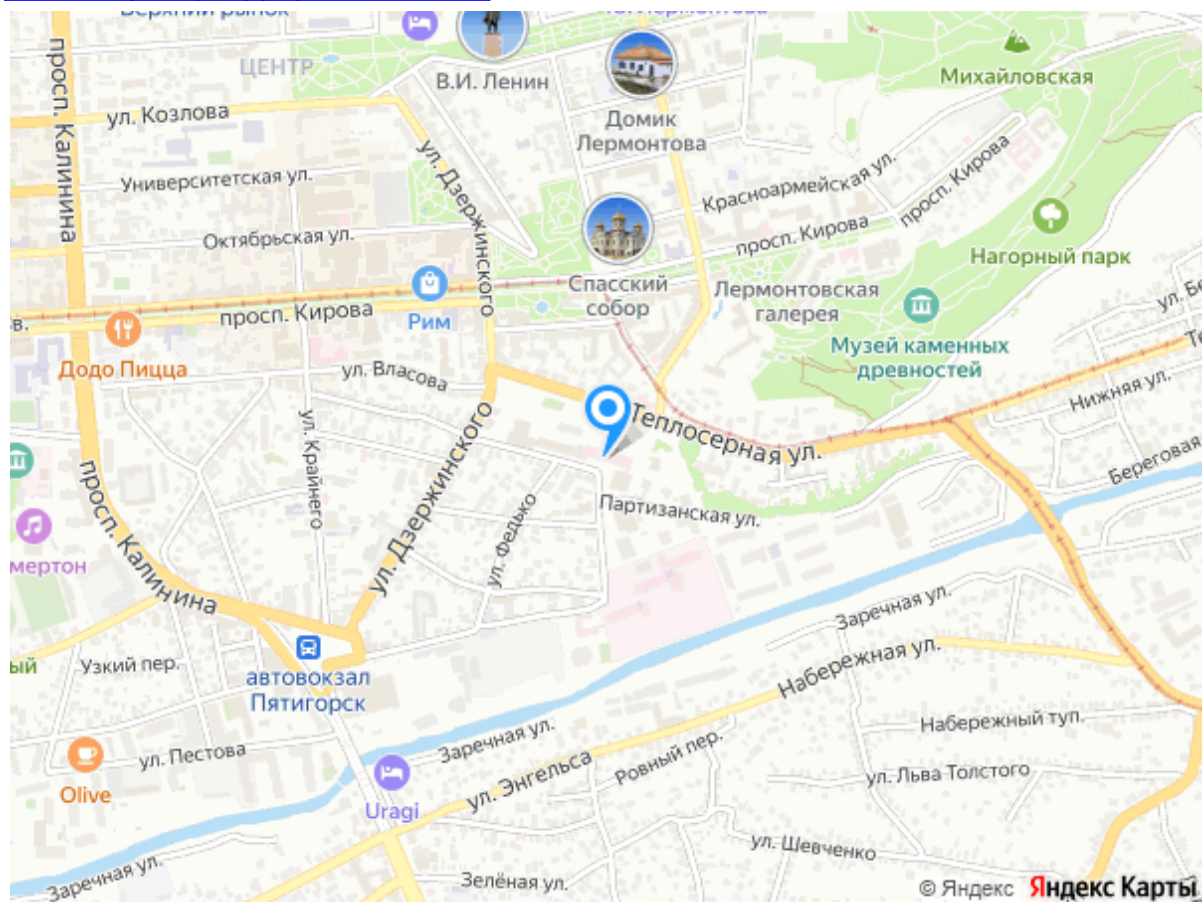 ЦЕНТР
В.И. Ленин
Михайловская
просп. Калинина
ул. Козлова
Домик
Лермонтова
ул. Дзержинского
Университетская ул.
Красноармейская ул.
просп. Кирова
Октябрьская ул.
просп. Кирова
Нагорный парк
Спасский
собор
Лермонтовская
галерея
просп. Кирова
Рим
Додо Пицца
Музей каменных
древностей
ул. Власова
Нижняя ул.
Теплосерная ул.
ул. Крайнего
ул. Дзержинского
Береговая
просп. Калинина
Партизанская ул.
ул. Федько
мертон
Заречная ул.
Набережная ул.
ый
Узкий пер.
автовокзал
Пятигорск
Набережный туп.
Заречная ул.
ул. Пестова
Ровный пер.
ул. Льва Толстого
Olive
Uragi
ул. Энгельса
ул. Шевченко
Заречная ул.
Зелёная ул.
© Яндекс Яндекс Карты